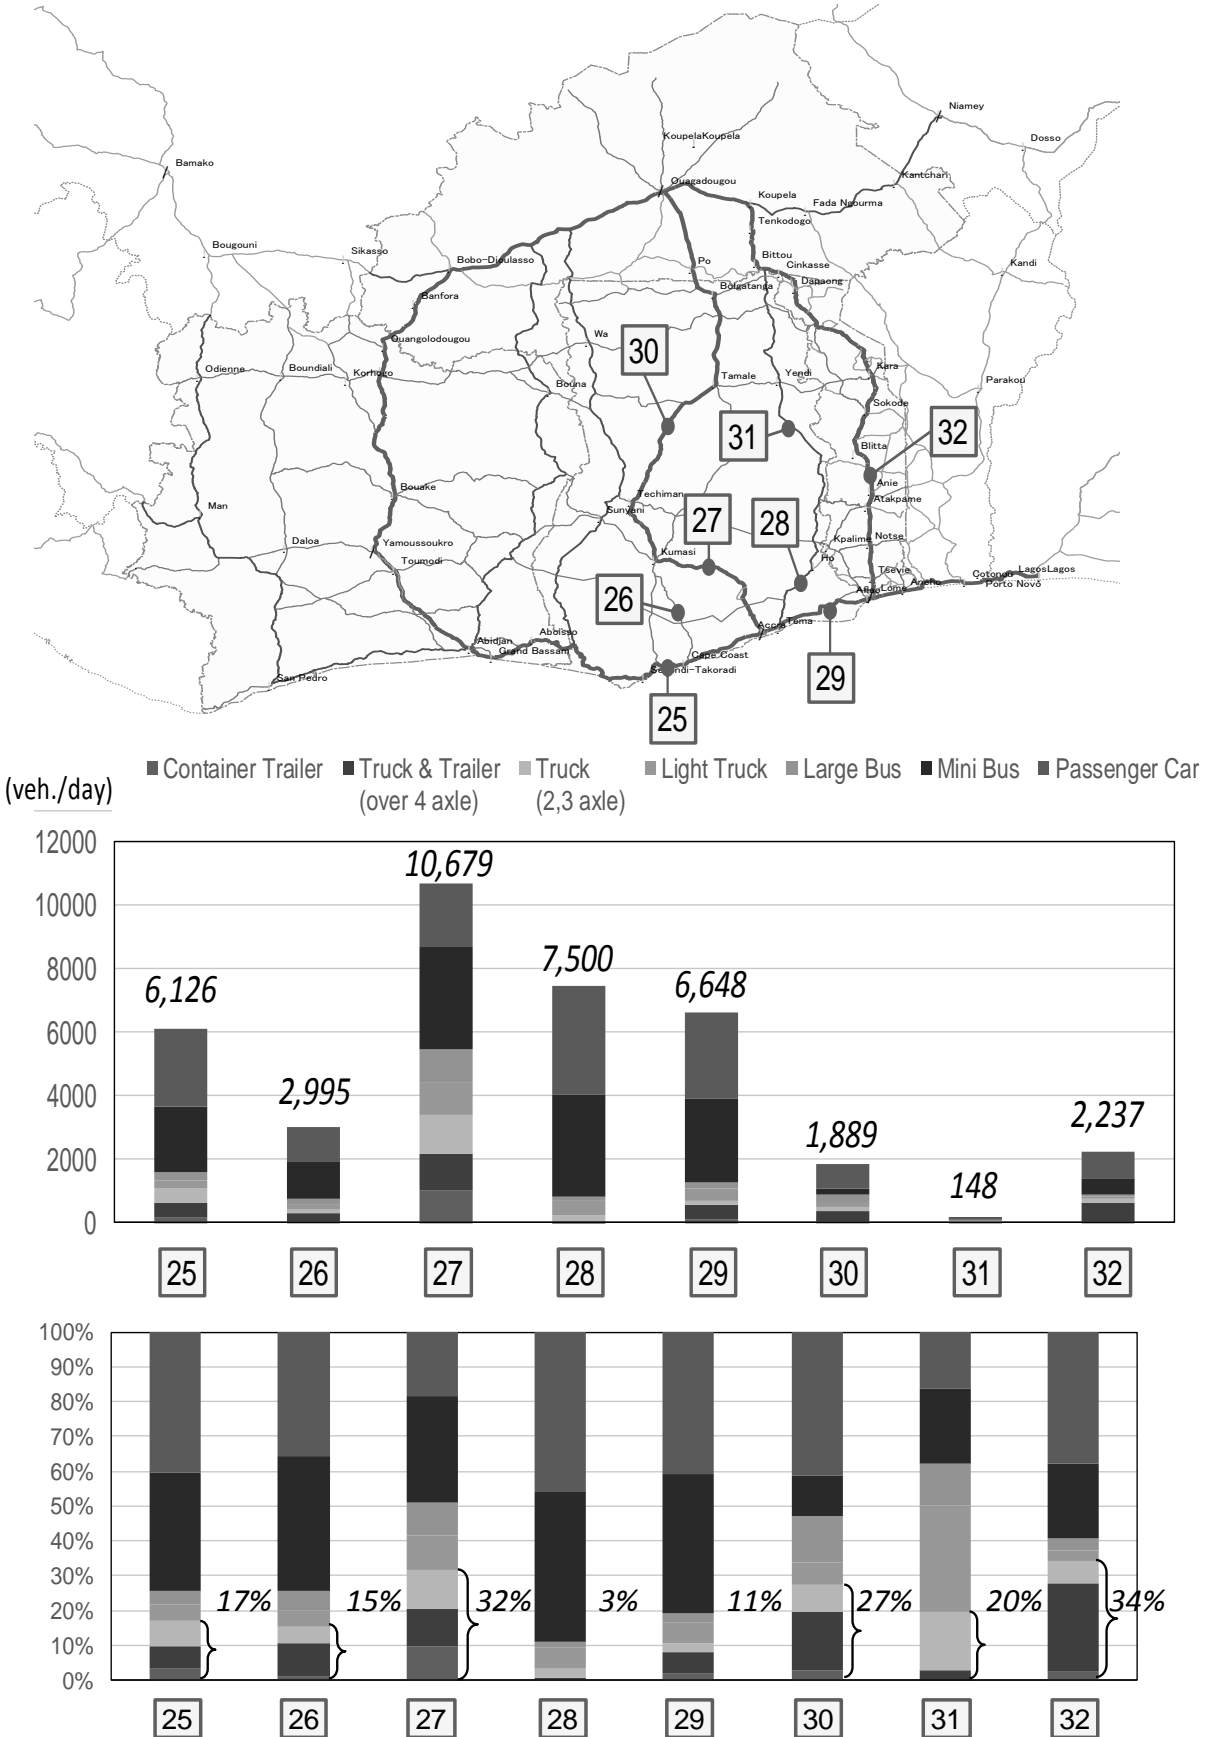 Niamey
Dosso
KoupelaKoupela
Bamako
Kantchari
Ouagadougou
Koupela
Fada Ngourma
Tenkodogo
Bougouni
Sikasso
Bobo-Dioulasso
Po
Bittou
Cinkasse
Kandi
Bolgatanga
Dapaong
Banfora
Wa
Ouangolodougou
30
Odienne
Boundiali
Korhogo
Bouna
Tamale
Yendi
Kara
Parakou
Sokode
31
32
Blitta
Bouake
Techiman
Anie
Atakpame
Man
Sunyani
27
28
Daloa
Yamoussoukro
Toumodi
Kumasi
Kpalime
Notse
Ho
Tsevie
Aneho
Cotonou
LagosLagos
Porto Novo
26
Aflao
Lome
Abidjan
Aboisso
Grand Bassam
Accra
Tema
Cape Coast
Sekondi-Takoradi
San Pedro
29
25
Container Trailer
Truck & Trailer
(over 4 axle)
Truck
(2,3 axle)
Light Truck
Large Bus
Mini Bus
Passenger Car
(veh./day)
12000
10000
8000
6000
4000
2000
0
6,126
2,995
10,679
7,500
6,648
1,889
148
2,237
25 26 27 28 29 30 31 32
100%
90%
80%
70%
60%
50%
40%
30%
20%
10%
0%
17% 15% 32% 3% 11% 27% 20% 34%
25 26 27 28 29 30 31 32